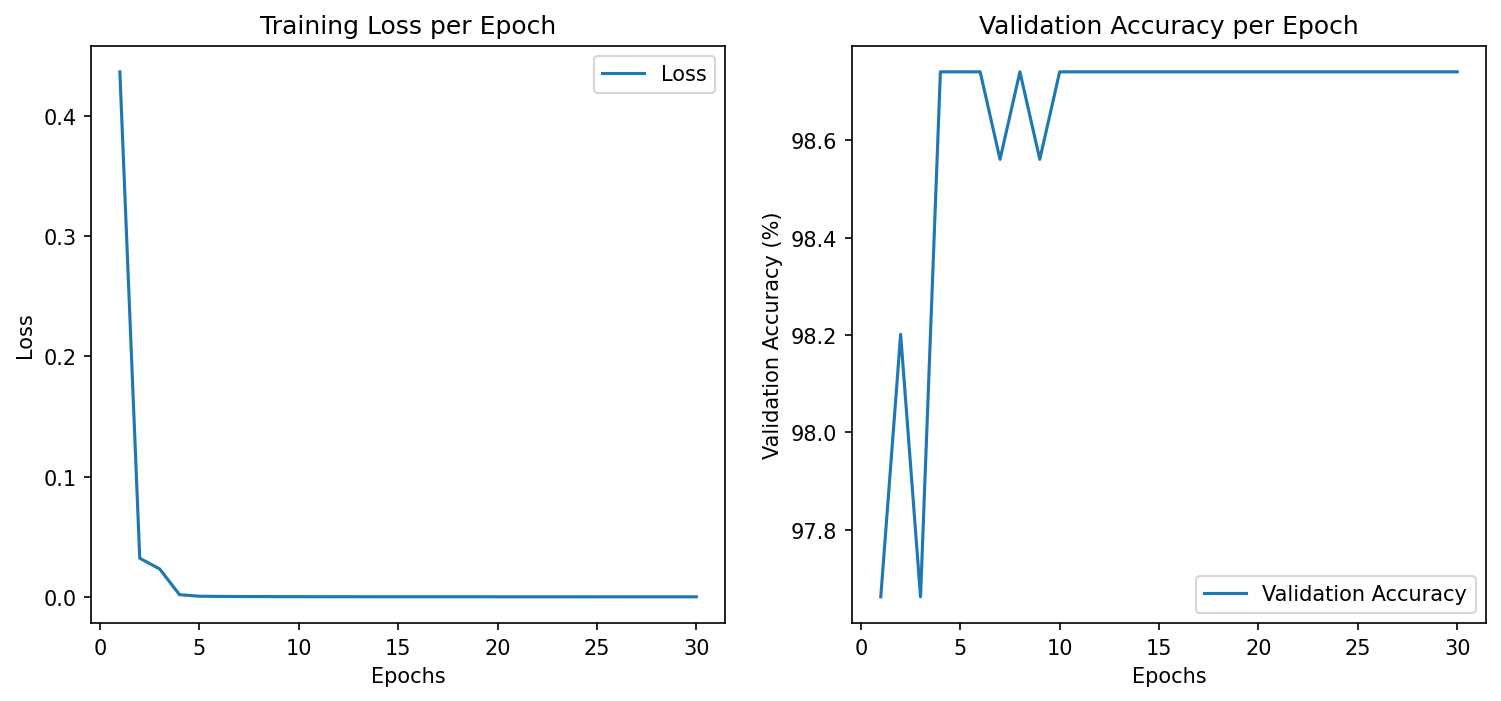 Training Loss per Epoch
Loss
0.4
0.3
0.2
0.1
0.0
Loss
0 5 10 15 20 25 30
Epochs
Validation Accuracy per Epoch
98.6
98.4
98.2
98.0
97.8
Validation Accuracy (%)
Validation Accuracy
0 5 10 15 20 25 30
Epochs